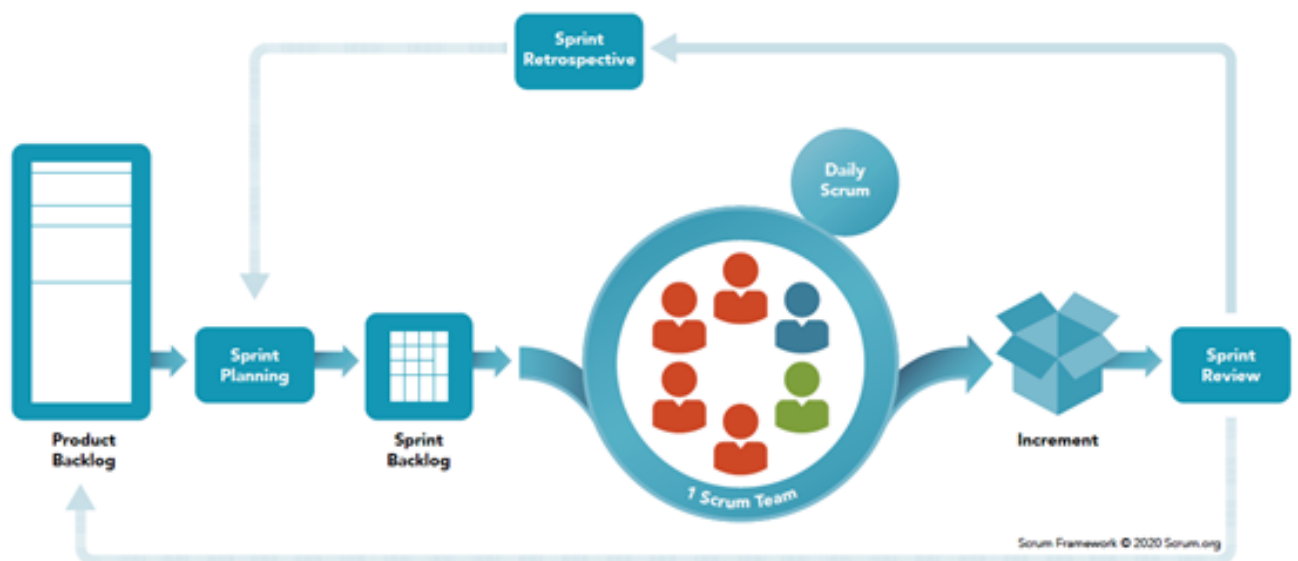 Sprint
Retrospective
Daily
Scrum
Sprint
Planning
Sprint
Review
Product
Backlog
Sprint
Backlog
Increment
1 Scrum Team
Scrum Framework © 2020 Scrum.org